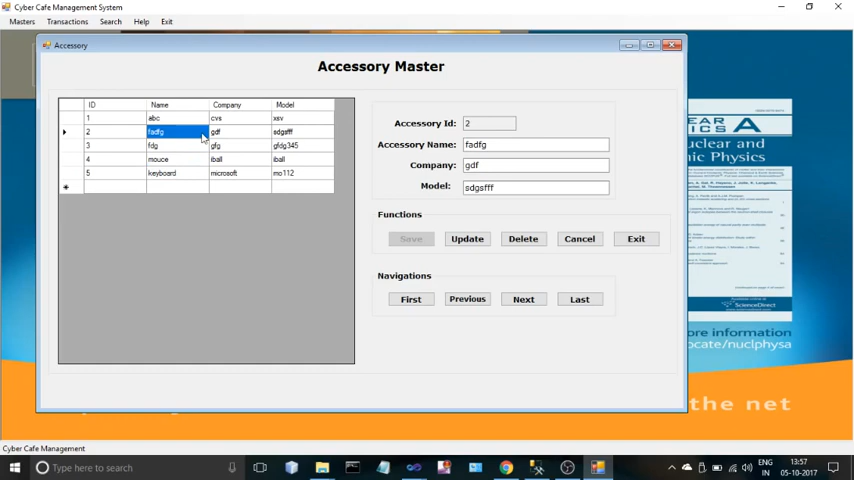 Cyber Cafe Management System
Masters Transactions Search Help Exit
Accessory
Accessory Master
ID Name Company Model
1 abc cvs xsv
2 fadfg gdf sdgsfff
3 fdg gfg gfdg345
4 mouce iball iball
5 keyboard microsoft mo112
Accessory Id: 2
Accessory Name: fadfg
Company: gdf
Model: sdgsfff
Functions
Save Update Delete Cancel Exit
Navigations
First Previous Next Last
A
uclear and
nic Physics
ScienceDirect
ore information
ocate/nuclphysa
the net
Cyber Cafe Management
Type here to search
ENG
IN
13:57
05-10-2017